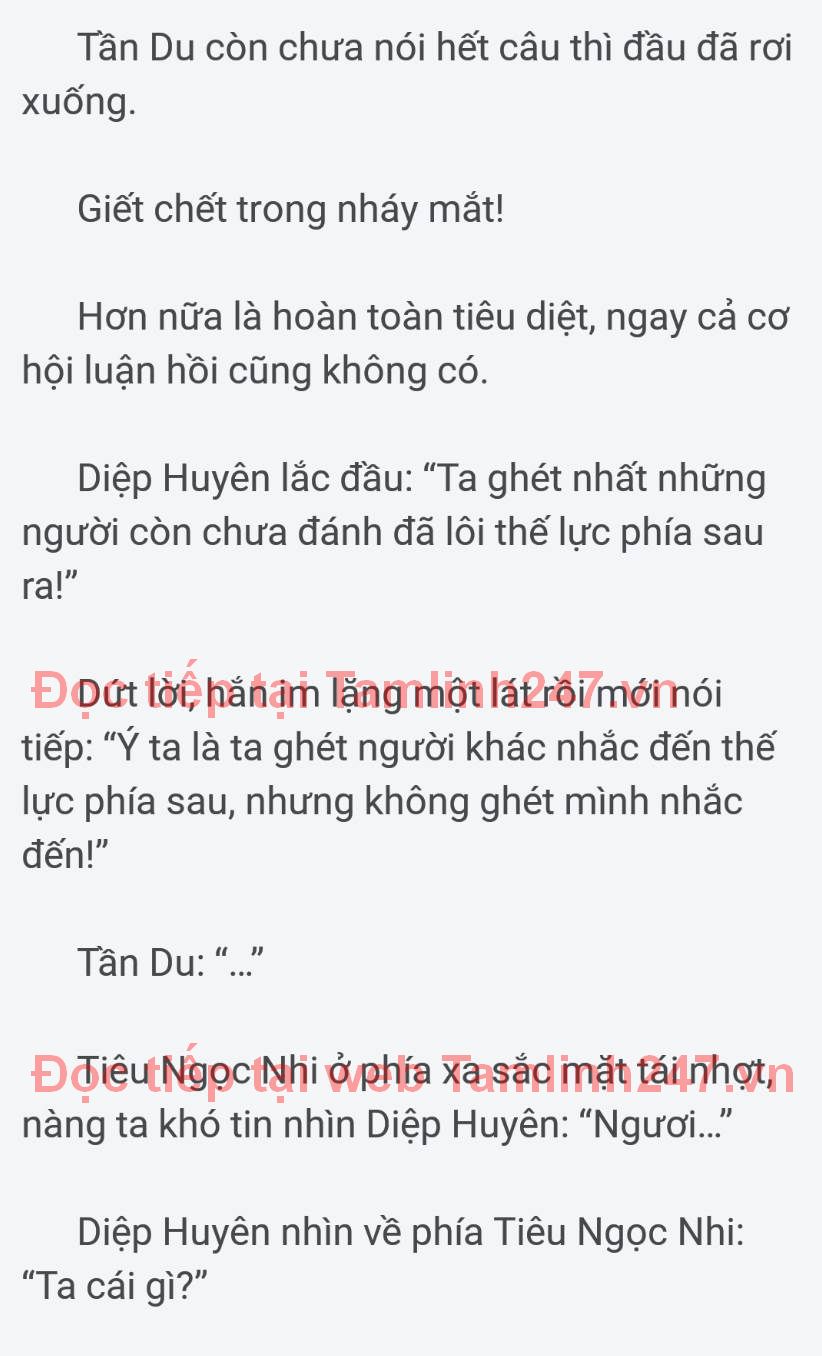 Tần Du còn chưa nói hết câu thì đầu đã rơi
xuống.
Giết chết trong nháy mắt!
Hơn nữa là hoàn toàn tiêu diệt, ngay cả cơ
hội luận hồi cũng không có.
Diệp Huyên lắc đầu: “Ta ghét nhất những
người còn chưa đánh đã lôi thế lực phía sau
ra!”
Đọc tiếp tại Tamlinh247.vn
Dứt lời, hắn im lặng một lát rồi mới nói
tiếp: “Ý ta là ta ghét người khác nhắc đến thế
lực phía sau, nhưng không ghét mình nhắc
đến!”
Tần Du: “...”
Đọc tiếp tại web Tamlinh247.vn
Tiêu Ngọc Nhi ở phía xa sắc mặt tái nhợt,
nàng ta khó tin nhìn Diệp Huyên: “Ngươi...”
Diệp Huyên nhìn về phía Tiêu Ngọc Nhi:
“Ta cái gì?”